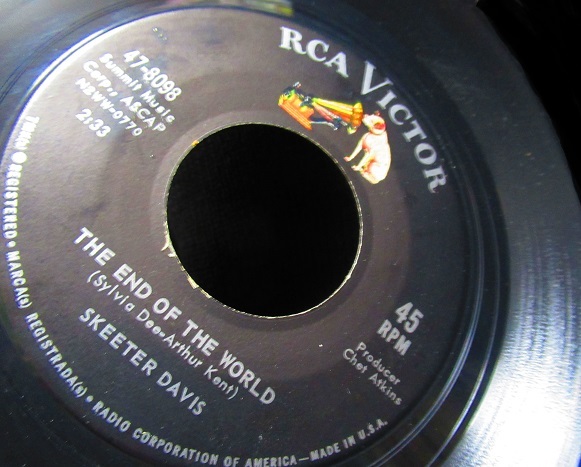 RCA VICTOR
47-8098
Summit Music
Corp. ASCAP
N2WW-0770
2:33
45
RPM
Producer
Chet Atkins
THE END OF THE WORLD
(Sylvia Dee-Arthur Kent)
SKEETER DAVIS
TMK(s) ® REGISTERED • MARCA(s) REGISTRADA(s) • RADIO CORPORATION OF AMERICA—MADE IN U.S.A.